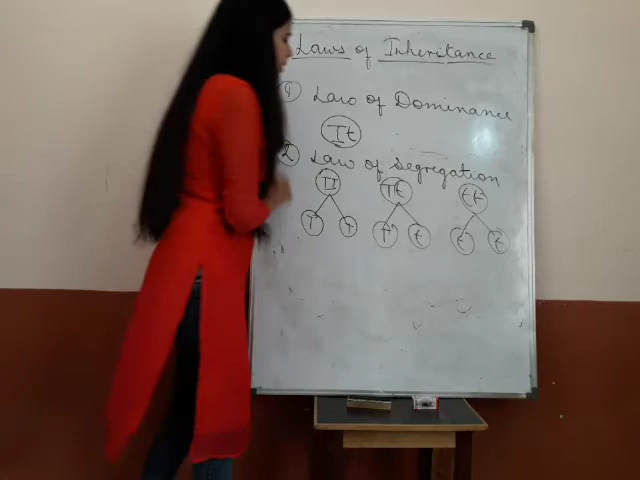 Laws of Inheritance
1 Law of Dominance
Tt
2 Law of Segregation
TT Tt tt
T T T t t t